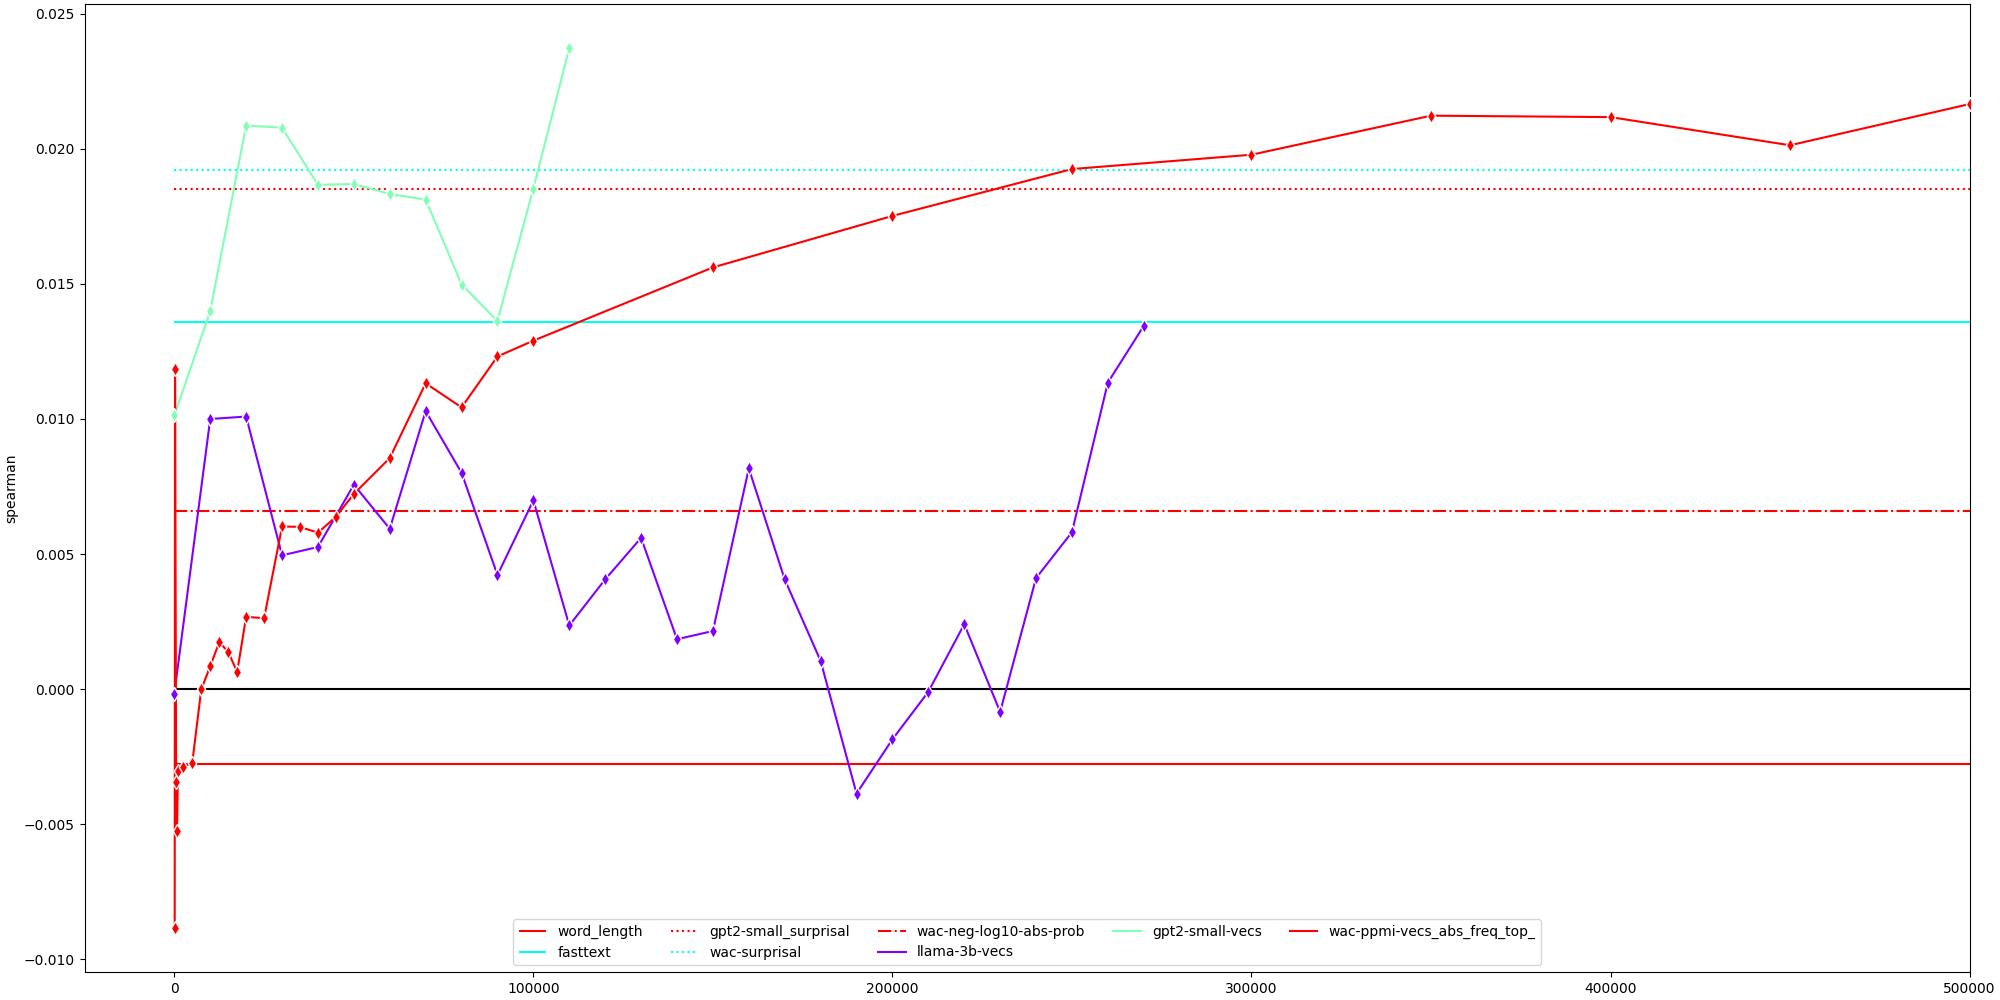 0.025
0.020
0.015
0.010
0.005
0.000
−0.005
−0.010
spearman
0 100000 200000 300000 400000 500000
word_length gpt2-small_surprisal wac-neg-log10-abs-prob gpt2-small-vecs wac-ppmi-vecs_abs_freq_top_
fasttext wac-surprisal llama-3b-vecs